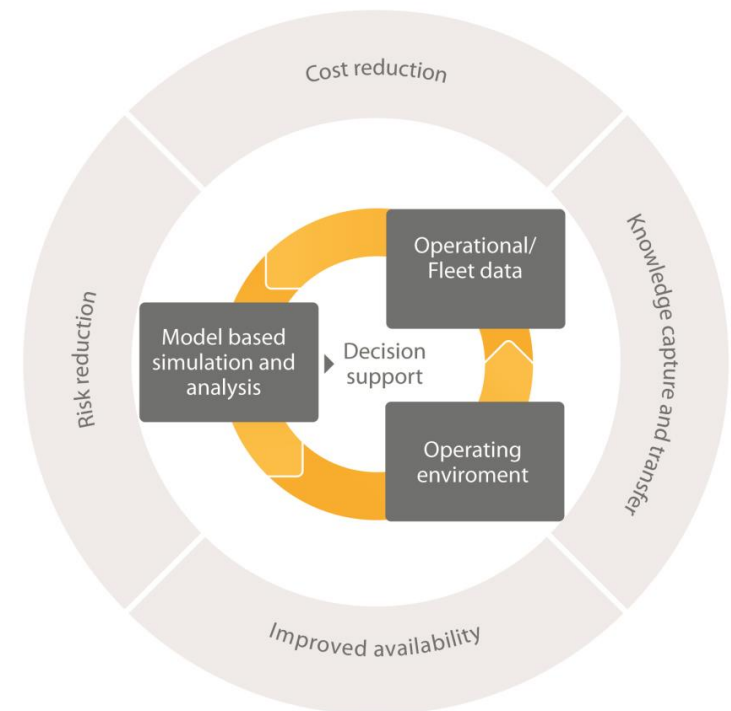 Cost reduction
Knowledge capture and transfer
Operational/
Fleet data
Model based
simulation and
analysis
Decision
support
Risk reduction
Operating
enviroment
Improved availability